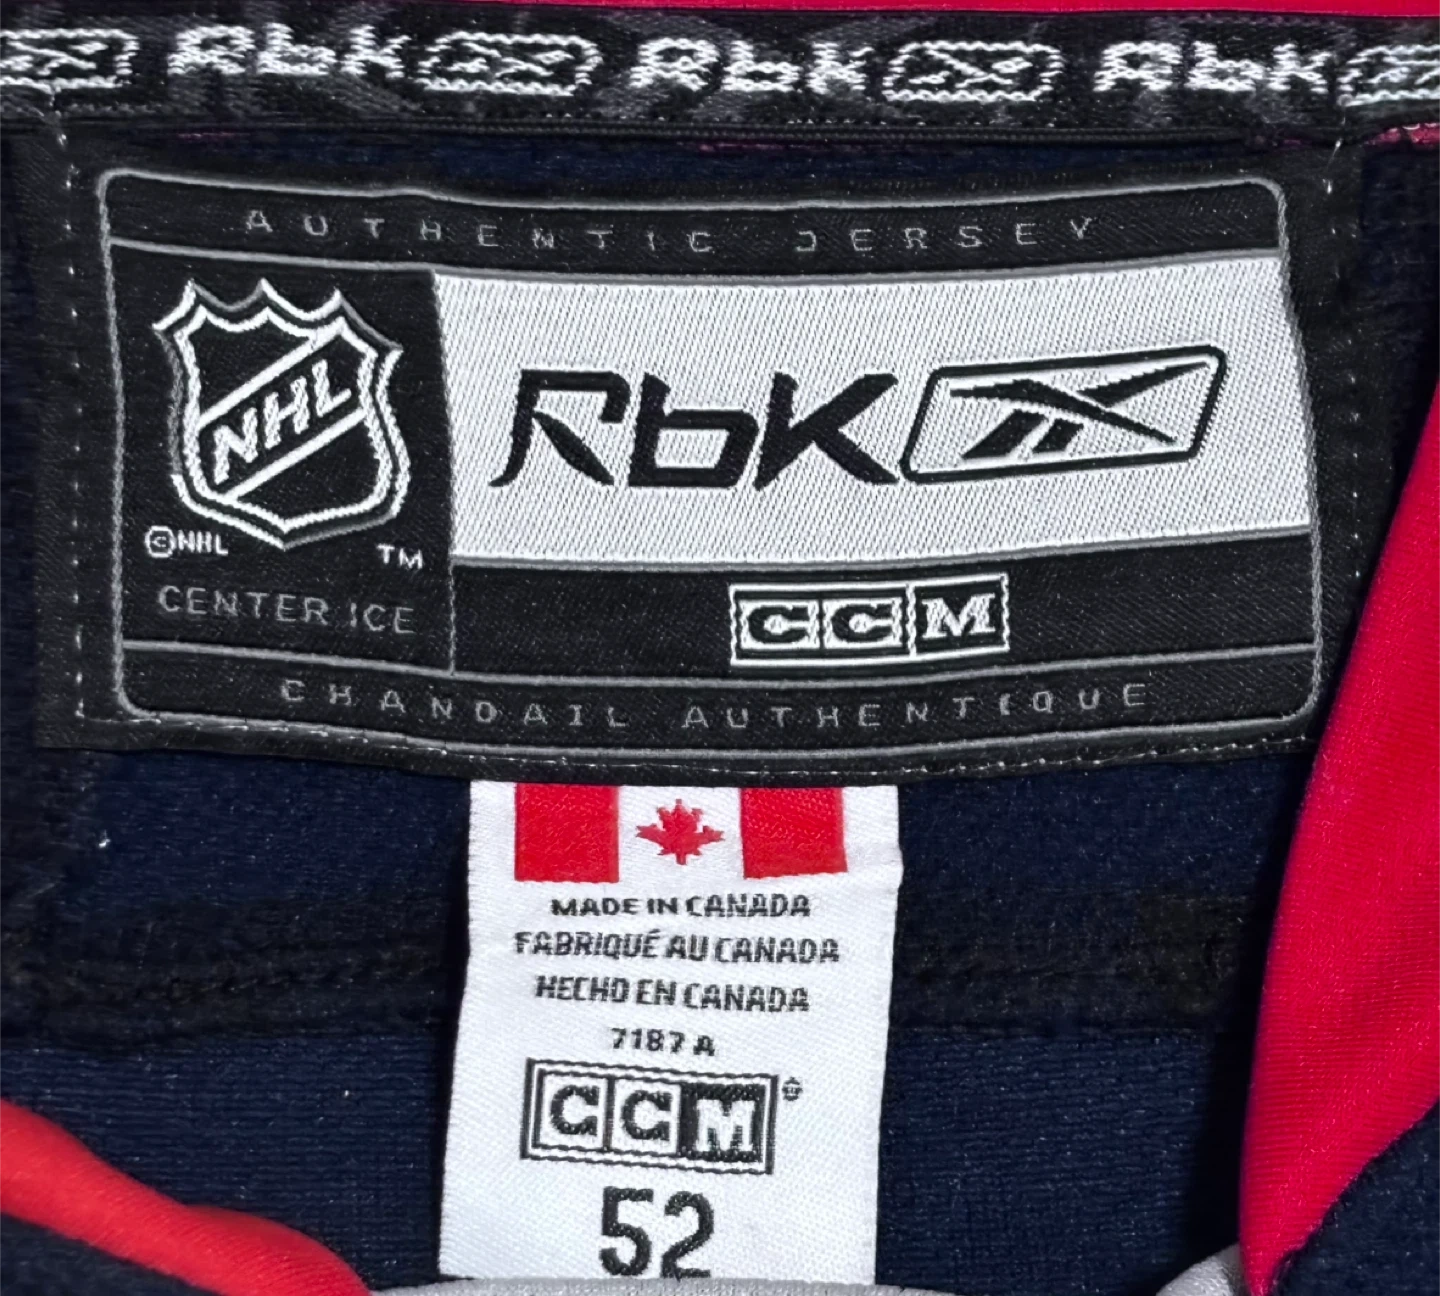 Rbk Rbk Rbk
AUTHENTIC JERSEY
NHL
Rbk
©NHL TM
CENTER ICE
CCM
CHANDAIL AUTHENTIQUE
MADE IN CANADA
FABRIQUÉ AU CANADA
HECHO EN CANADA
7187 A
CCM®
52